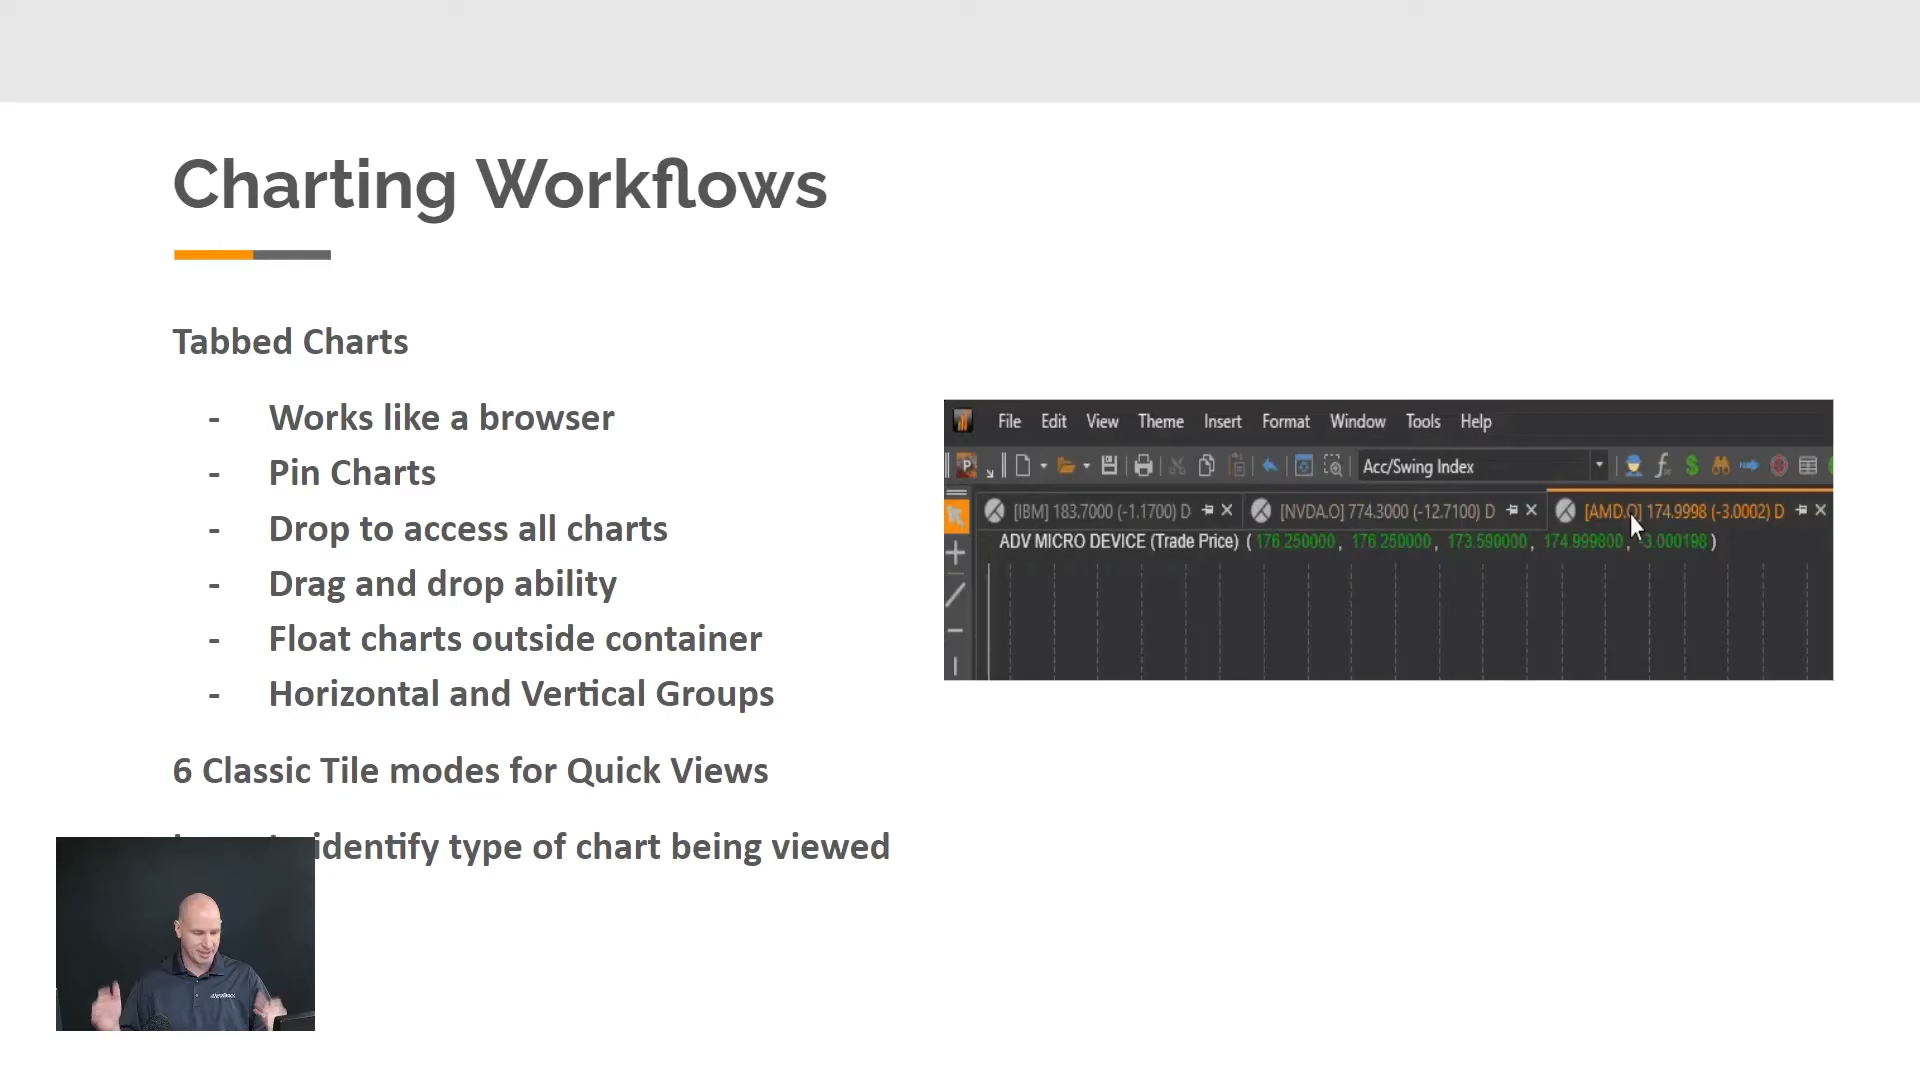 Charting Workflows
Tabbed Charts
- Works like a browser
- Pin Charts
- Drop to access all charts
- Drag and drop ability
- Float charts outside container
- Horizontal and Vertical Groups
6 Classic Tile modes for Quick Views
identify type of chart being viewed
File Edit View Theme Insert Format Window Tools Help
Acc/Swing Index
[IBM] 183.7000 (-1.1700) D [NVDA.O] 774.3000 (-12.7100) D [AMD.O] 174.9998 (-3.0002) D
ADV MICRO DEVICE (Trade Price) ( 176.250000, 176.250000, 173.590000, 174.999800, -3.000198 )